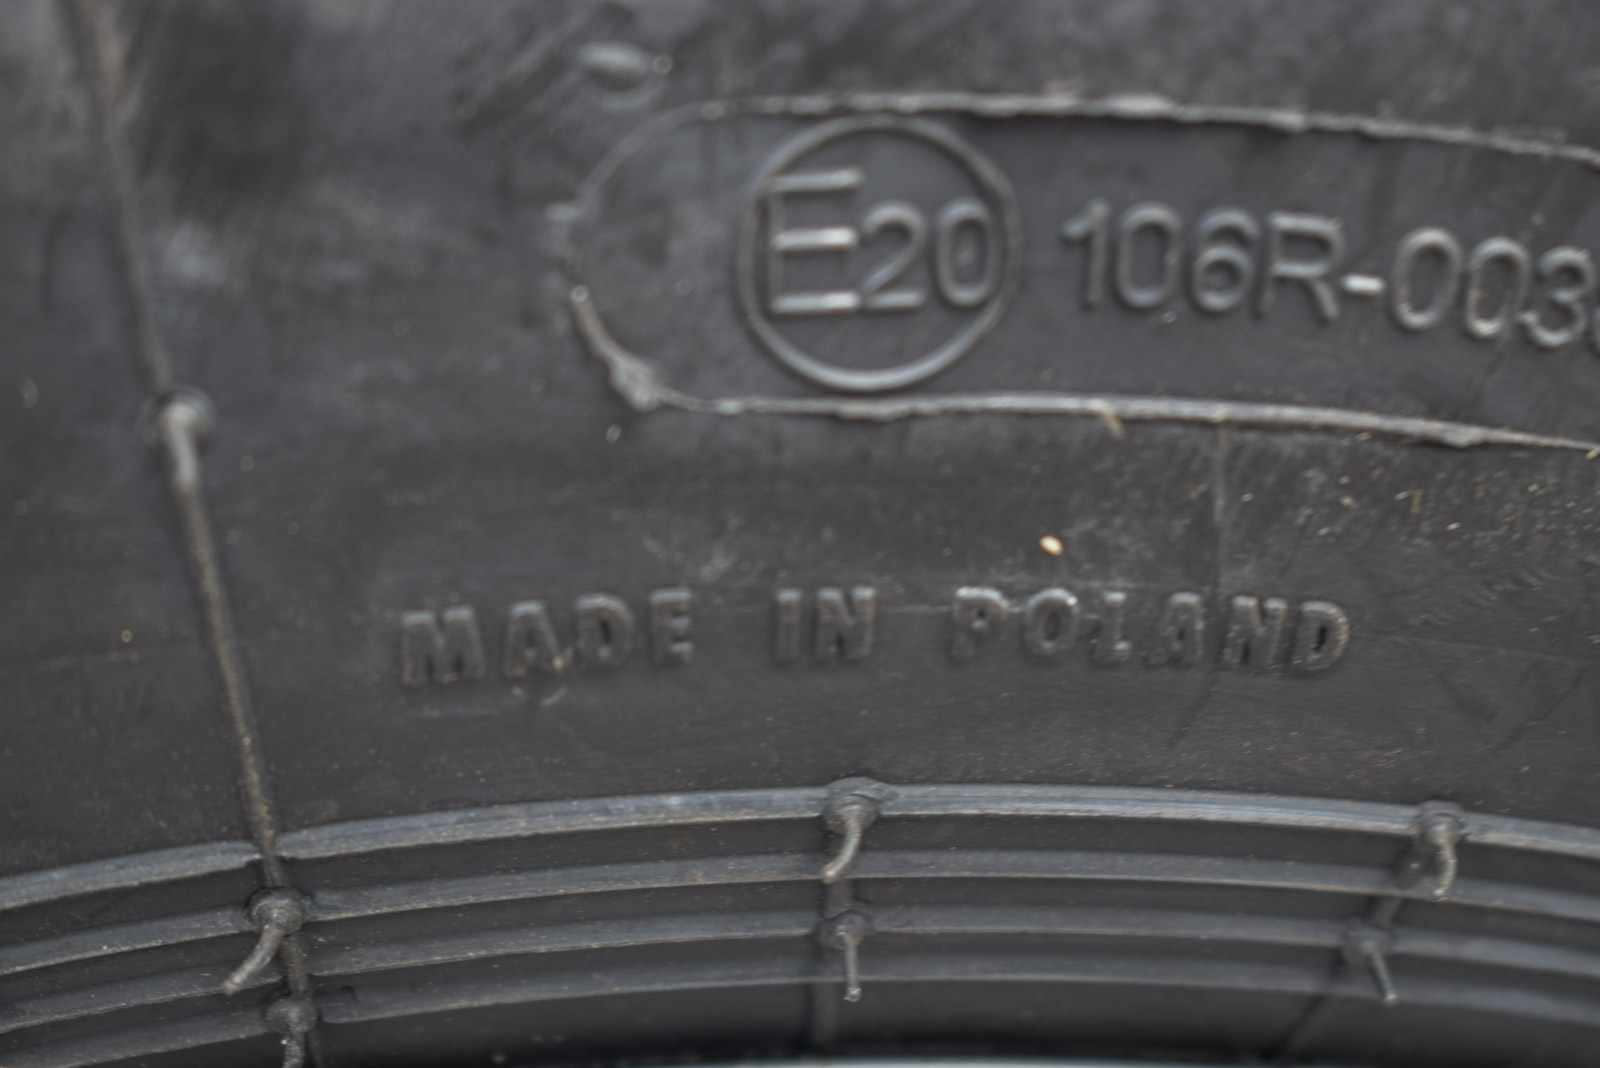 E20 106R-003
MADE IN POLAND